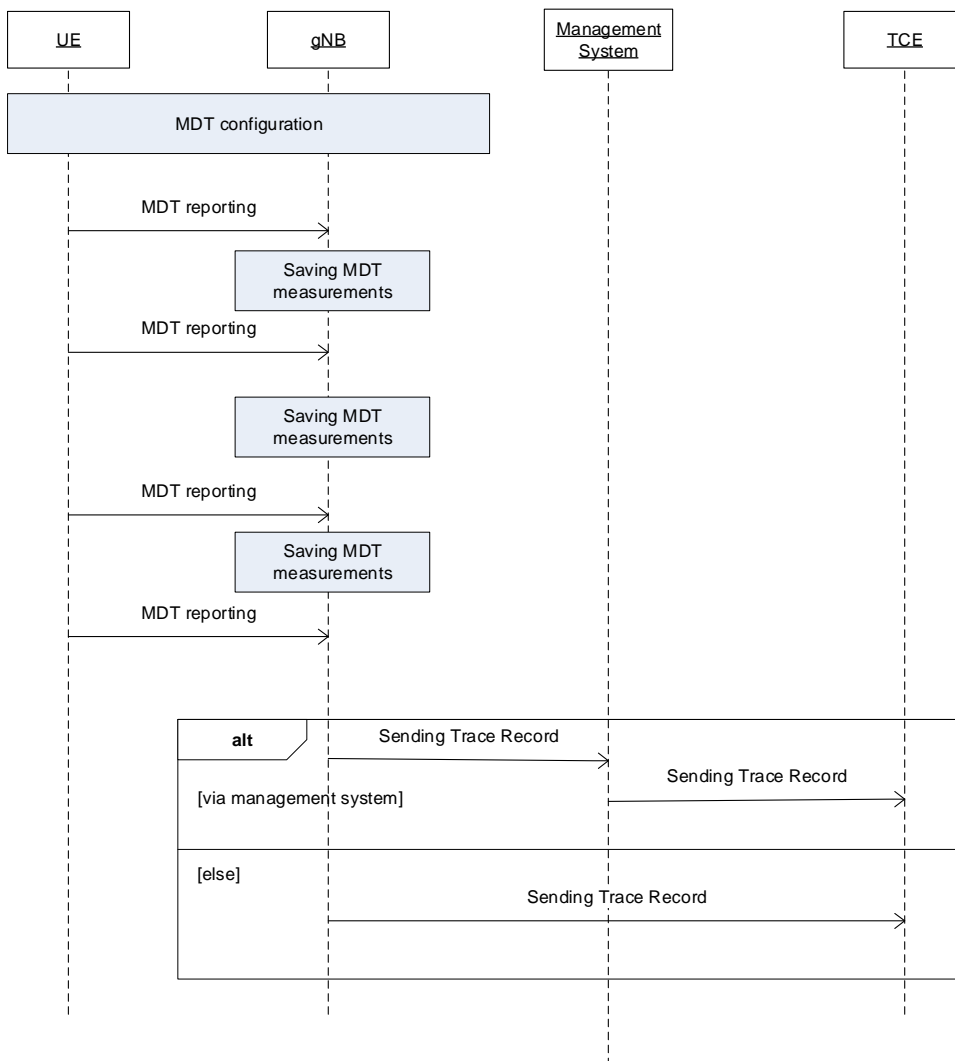 UE
gNB
Management
System
TCE
MDT configuration
MDT reporting
Saving MDT
measurements
MDT reporting
Saving MDT
measurements
MDT reporting
Saving MDT
measurements
MDT reporting
alt
Sending Trace Record
Sending Trace Record
[via management system]
[else]
Sending Trace Record